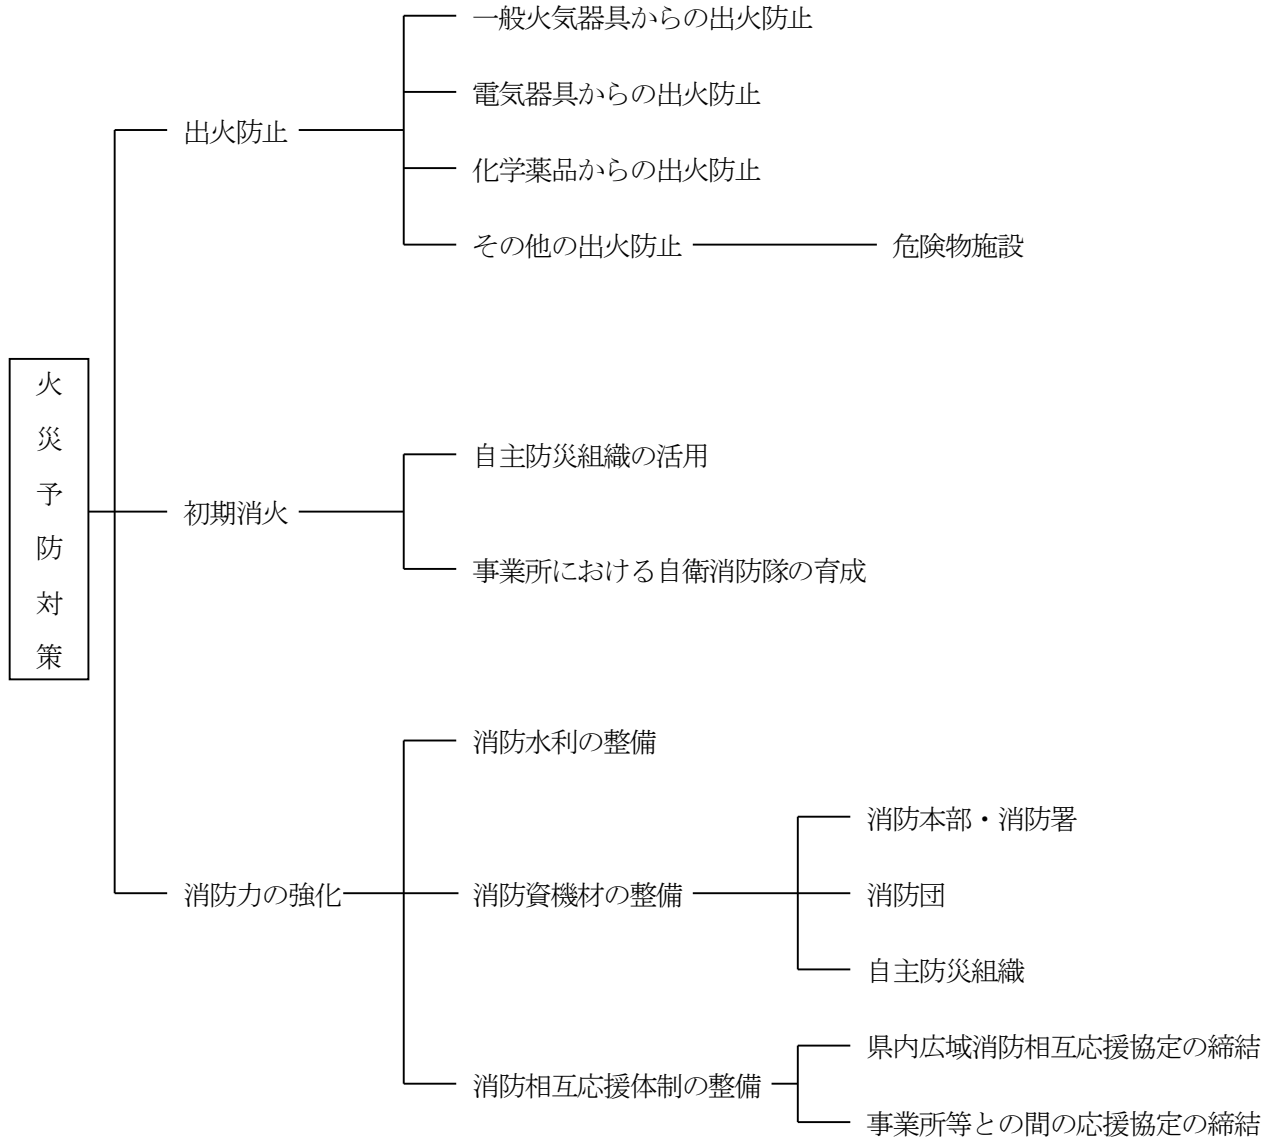 火災予防対策
出火防止
一般火気器具からの出火防止
電気器具からの出火防止
化学薬品からの出火防止
その他の出火防止
危険物施設
初期消火
自主防災組織の活用
事業所における自衛消防隊の育成
消防力の強化
消防水利の整備
消防資機材の整備
消防本部・消防署
消防団
自主防災組織
消防相互応援体制の整備
県内広域消防相互応援協定の締結
事業所等との間の応援協定の締結